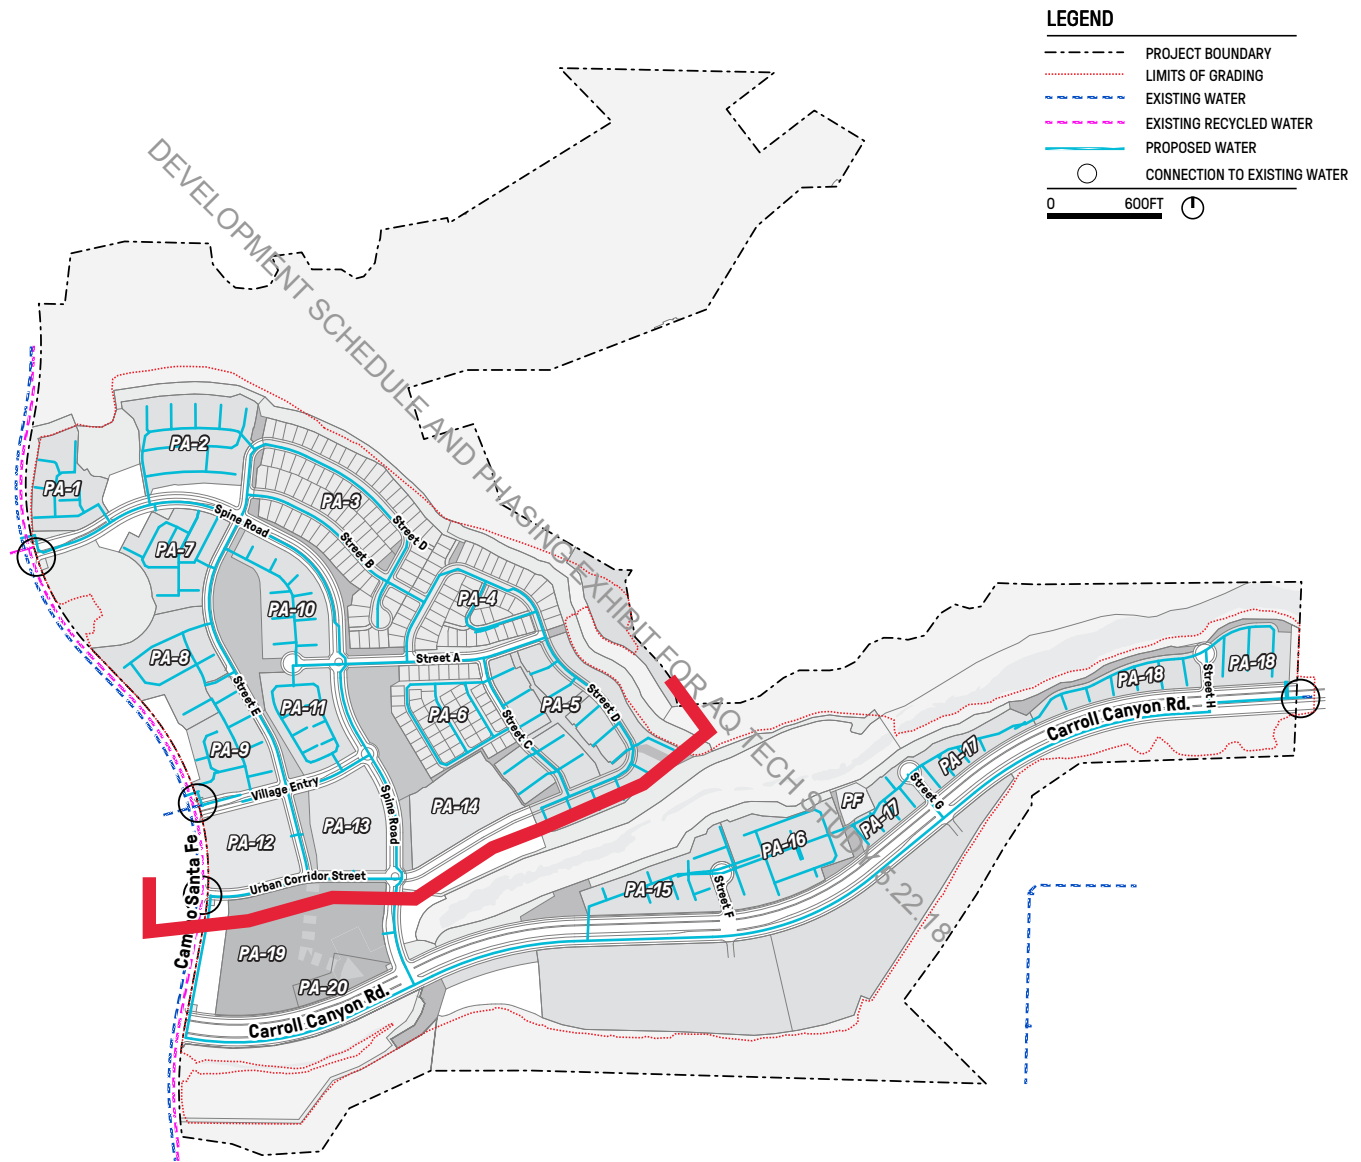 LEGEND
PROJECT BOUNDARY
LIMITS OF GRADING
EXISTING WATER
EXISTING RECYCLED WATER
PROPOSED WATER
CONNECTION TO EXISTING WATER
0 600FT
DEVELOPMENT SCHEDULE AND PHASING EXHIBIT FOR AQ TECH STUDY 5.22.18
PA-2
PA-1
PA-3
Spine Road
Street D
Street B
PA-7
PA-4
PA-10
PA-8
Street A
PA-18
PA-18
Street H
Street E
PA-11
PA-6
PA-5
Street D
Street C
Carroll Canyon Rd.
PA-9
PA-17
Village Entry
Spine Road
PA-14
Street G
PF
PA-17
PA-12
PA-13
PA-16
Urban Corridor Street
PA-15
Street F
Santa Fe
PA-19
PA-20
Carroll Canyon Rd.